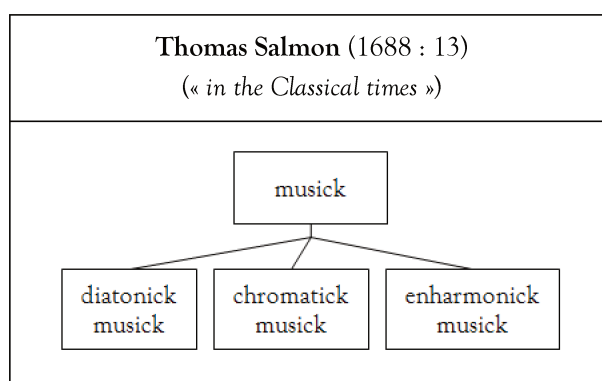 Thomas Salmon (1688 : 13)
(« in the Classical times »)
musick
diatonick
musick
chromatick
musick
enharmonick
musick